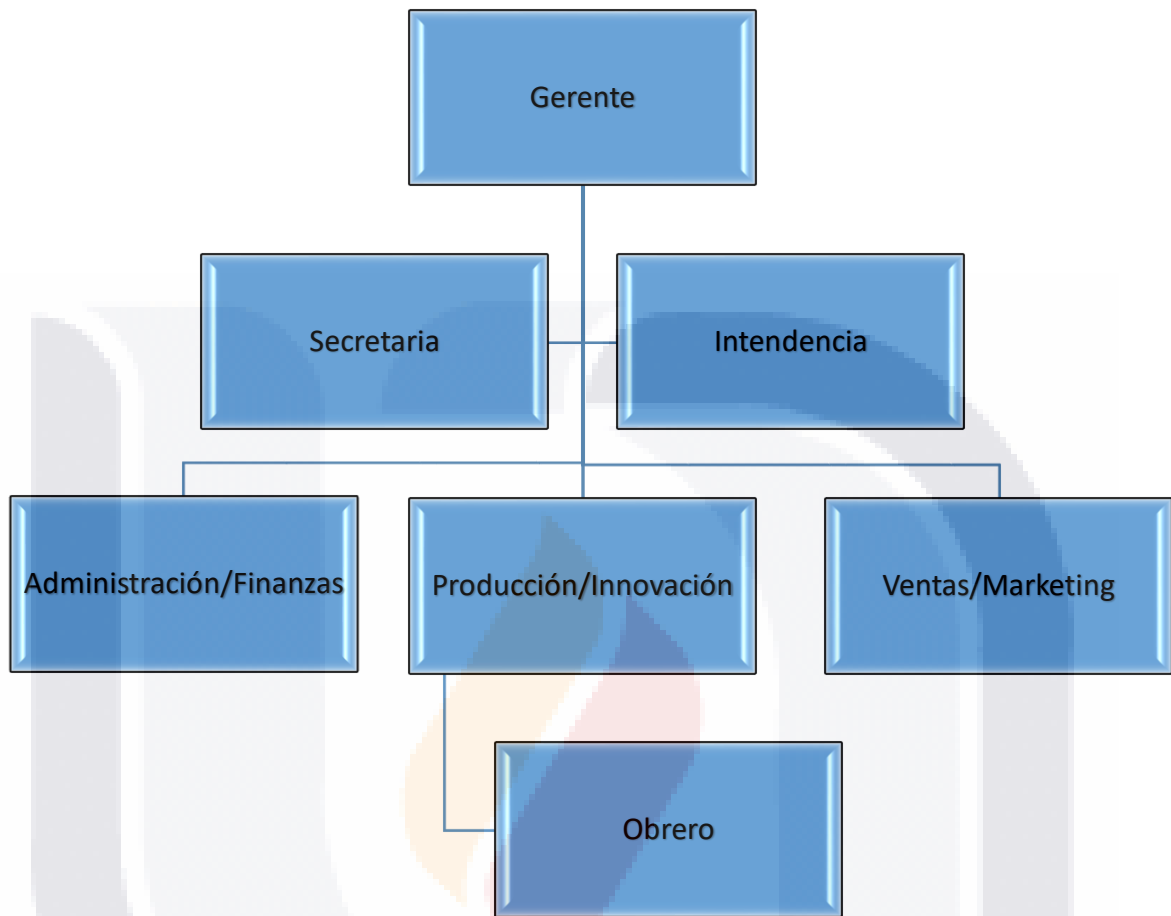 Gerente
Secretaria
Intendencia
Administración/Finanzas
Producción/Innovación
Ventas/Marketing
Obrero